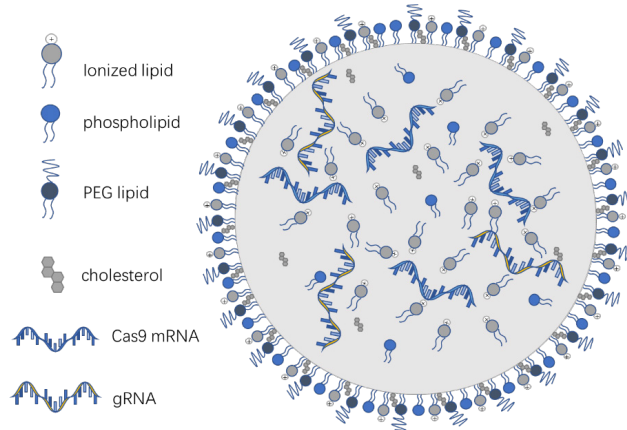 Ionized lipid
phospholipid
PEG lipid
cholesterol
Cas9 mRNA
gRNA